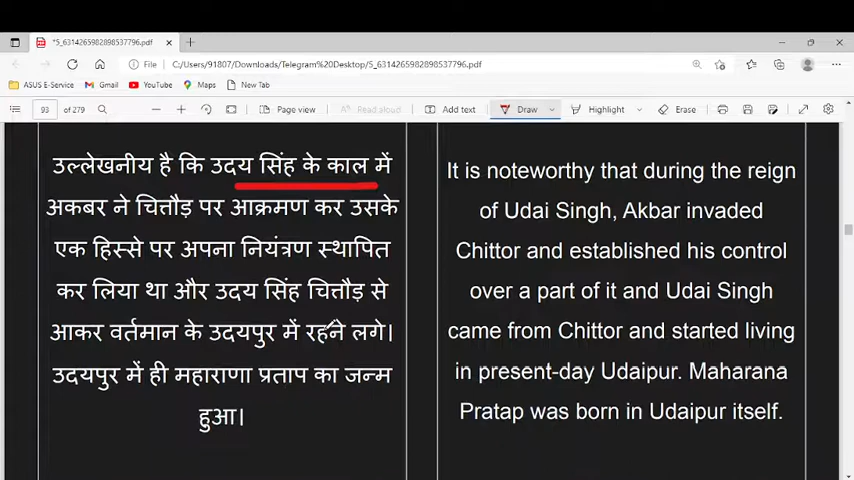 *5_6314265982898537796.pdf
File
C:/Users/91807/Downloads/Telegram%20Desktop/5_6314265982898537796.pdf
ASUS E-Service
Gmail
YouTube
Maps
New Tab
93 of 279
Page view
Read aloud
Add text
Draw
Highlight
Erase
उल्लेखनीय है कि उदय सिंह के काल में
अकबर ने चित्तौड़ पर आक्रमण कर उसके
एक हिस्से पर अपना नियंत्रण स्थापित
कर लिया था और उदय सिंह चित्तौड़ से
आकर वर्तमान के उदयपुर में रहने लगे।
उदयपुर में ही महाराणा प्रताप का जन्म
हुआ।
It is noteworthy that during the reign
of Udai Singh, Akbar invaded
Chittor and established his control
over a part of it and Udai Singh
came from Chittor and started living
in present-day Udaipur. Maharana
Pratap was born in Udaipur itself.